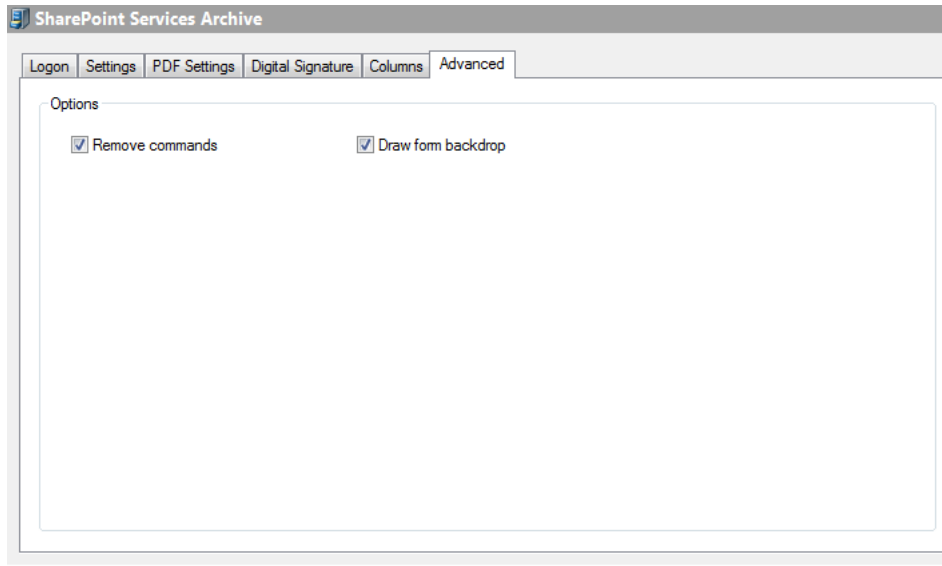 SharePoint Services Archive
Logon Settings PDF Settings Digital Signature Columns Advanced
Options
Remove commands Draw form backdrop